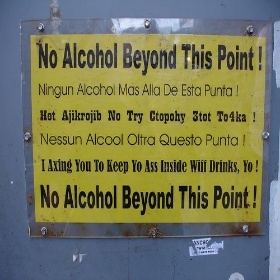 No Alcohol Beyond This Point !
Ningun Alcohol Mas Alla De Esta Punta !
Het Ajikrojib No Try Ctopohy 3tot To4ka !
Nessun Alcool Oltra Questo Punta !
I Axing You To Keep Yo Ass Inside Wiff Drinks, Yo !
No Alcohol Beyond This Point !